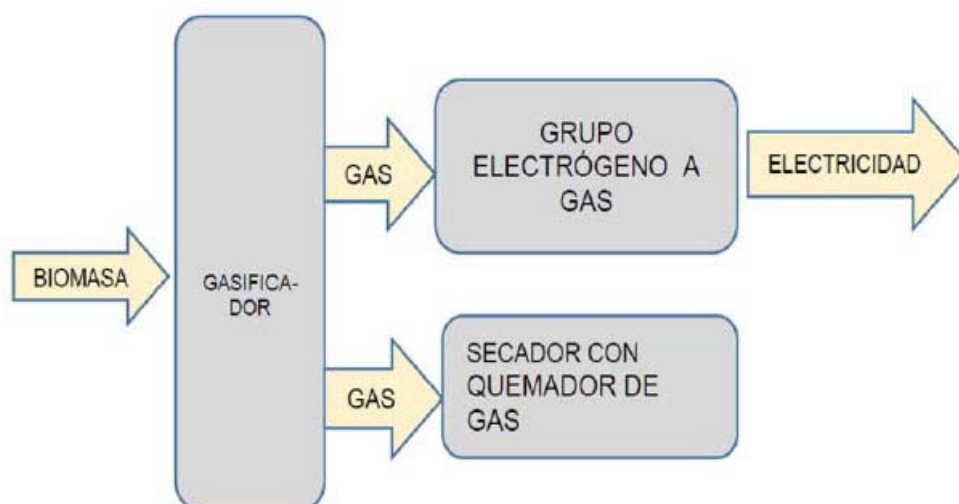 BIOMASA
GASIFICA-
DOR
GAS
GRUPO
ELECTRÓGENO A
GAS
ELECTRICIDAD
GAS
SECADOR CON
QUEMADOR DE
GAS